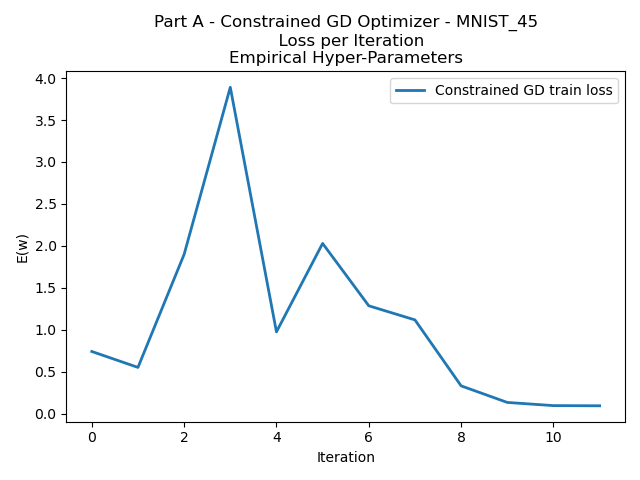 Part A - Constrained GD Optimizer - MNIST_45
Loss per Iteration
Empirical Hyper-Parameters
Constrained GD train loss
E(w)
4.0
3.5
3.0
2.5
2.0
1.5
1.0
0.5
0.0
0 2 4 6 8 10
Iteration